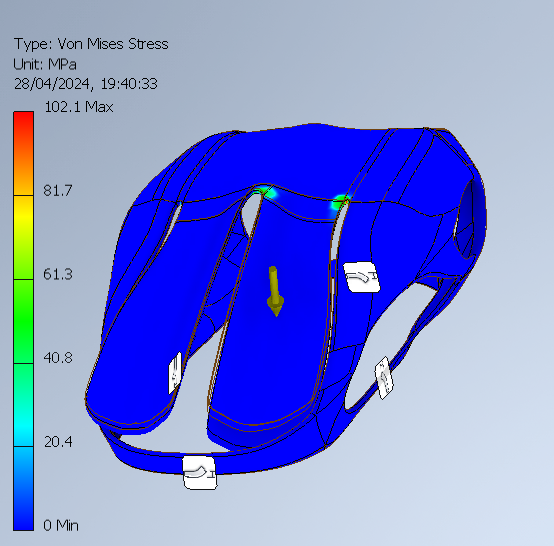 Type: Von Mises Stress
Unit: MPa
28/04/2024, 19:40:33
102.1 Max
81.7
61.3
40.8
20.4
0 Min